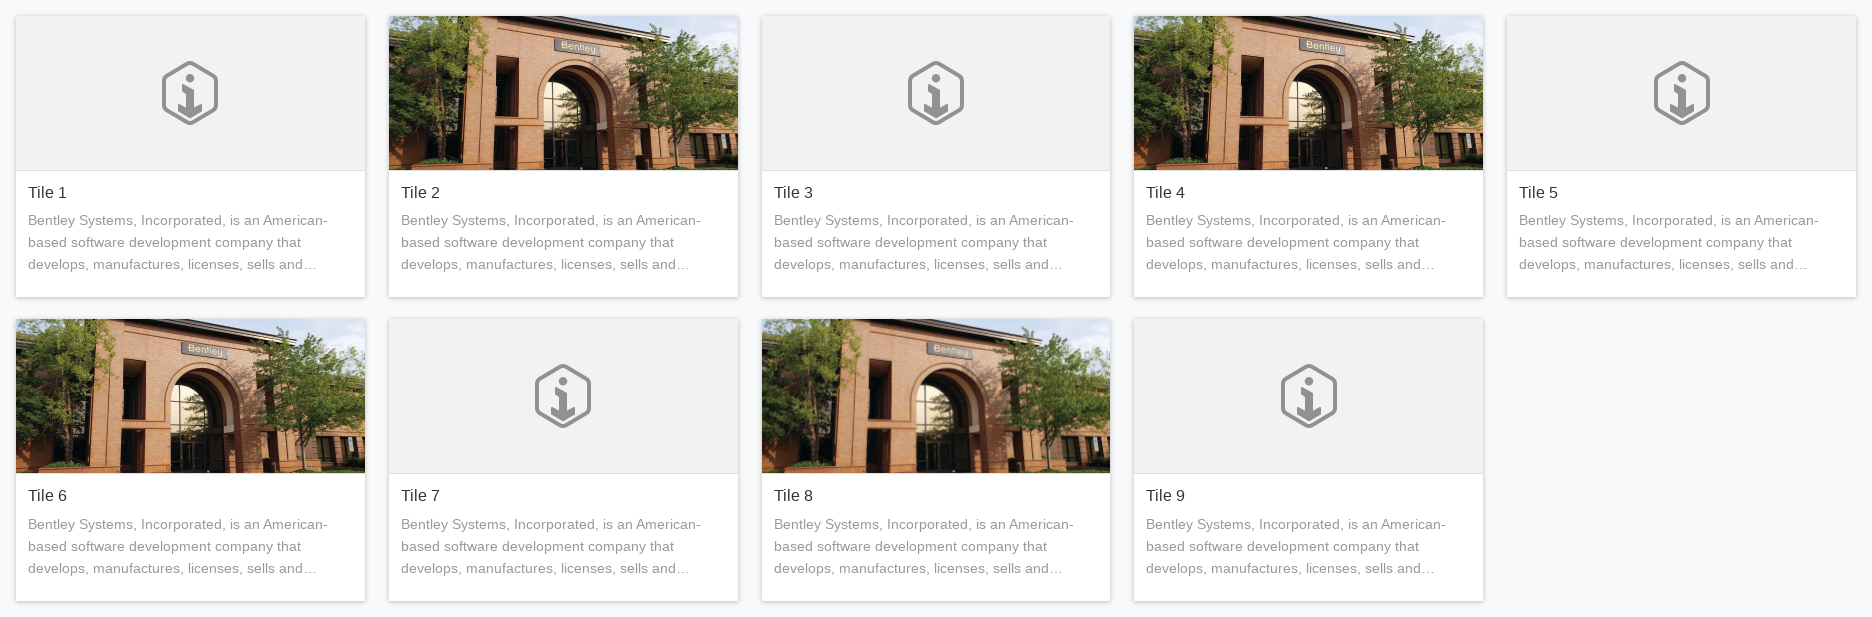 Bentley
Bentley
Tile 1
Bentley Systems, Incorporated, is an American-
based software development company that
develops, manufactures, licenses, sells and…
Tile 2
Bentley Systems, Incorporated, is an American-
based software development company that
develops, manufactures, licenses, sells and…
Tile 3
Bentley Systems, Incorporated, is an American-
based software development company that
develops, manufactures, licenses, sells and…
Tile 4
Bentley Systems, Incorporated, is an American-
based software development company that
develops, manufactures, licenses, sells and…
Tile 5
Bentley Systems, Incorporated, is an American-
based software development company that
develops, manufactures, licenses, sells and…
Bentley
Bentley
Tile 6
Bentley Systems, Incorporated, is an American-
based software development company that
develops, manufactures, licenses, sells and…
Tile 7
Bentley Systems, Incorporated, is an American-
based software development company that
develops, manufactures, licenses, sells and…
Tile 8
Bentley Systems, Incorporated, is an American-
based software development company that
develops, manufactures, licenses, sells and…
Tile 9
Bentley Systems, Incorporated, is an American-
based software development company that
develops, manufactures, licenses, sells and…